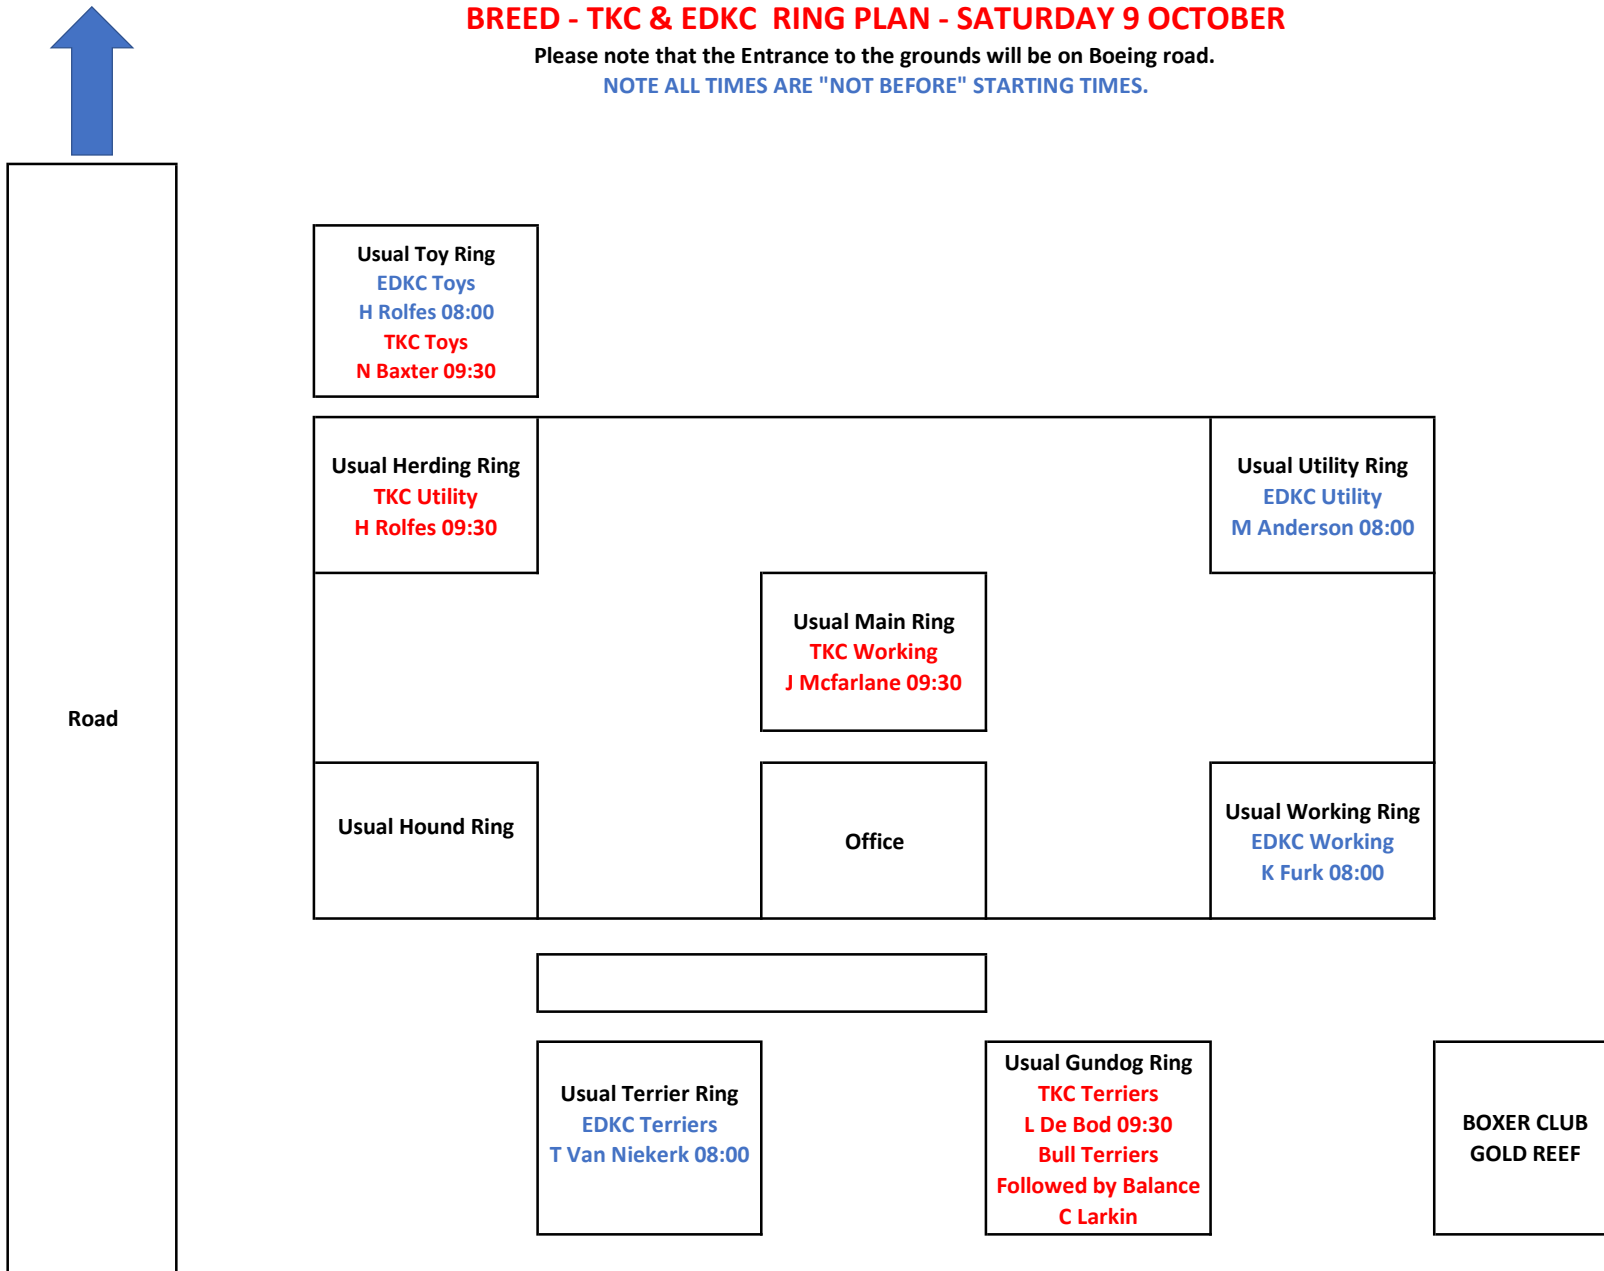 BREED - TKC & EDKC RING PLAN - SATURDAY 9 OCTOBER
Please note that the Entrance to the grounds will be on Boeing road.
NOTE ALL TIMES ARE "NOT BEFORE" STARTING TIMES.
Usual Toy Ring
EDKC Toys
H Rolfes 08:00
TKC Toys
N Baxter 09:30
Usual Herding Ring
TKC Utility
H Rolfes 09:30
Usual Utility Ring
EDKC Utility
M Anderson 08:00
Usual Main Ring
TKC Working
J Mcfarlane 09:30
Road
Usual Hound Ring
Office
Usual Working Ring
EDKC Working
K Furk 08:00
Usual Terrier Ring
EDKC Terriers
T Van Niekerk 08:00
Usual Gundog Ring
TKC Terriers
L De Bod 09:30
Bull Terriers
Followed by Balance
C Larkin
BOXER CLUB
GOLD REEF